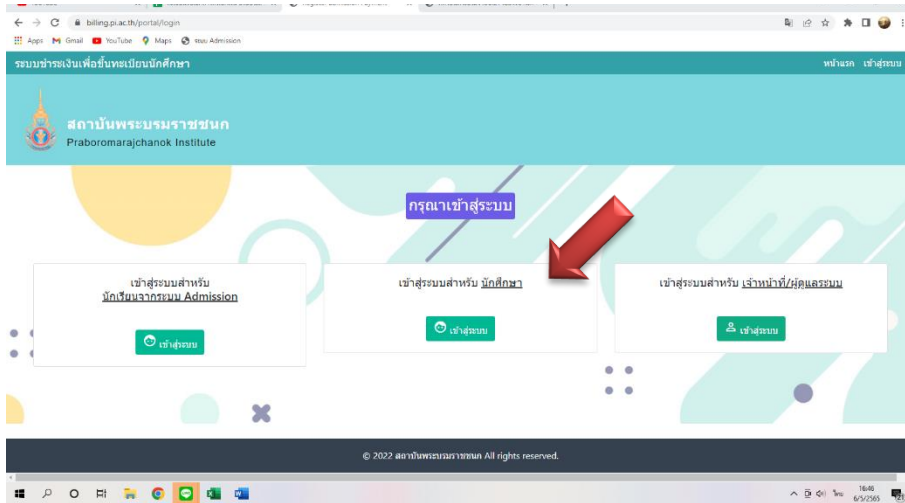 billing.pi.ac.th/portal/login
Apps Gmail YouTube Maps ระบบ Admission
ระบบชำระเงินเพื่อขึ้นทะเบียนนักศึกษา หน้าแรก เข้าสู่ระบบ
สถาบันพระบรมราชชนก
Praboromarajchanok Institute
กรุณาเข้าสู่ระบบ
เข้าสู่ระบบสำหรับ
นักเรียนจากระบบ Admission
เข้าสู่ระบบ
เข้าสู่ระบบสำหรับ นักศึกษา
เข้าสู่ระบบ
เข้าสู่ระบบสำหรับ เจ้าหน้าที่/ผู้ดูแลระบบ
เข้าสู่ระบบ
© 2022 สถาบันพระบรมราชชนก All rights reserved.
16:46
6/5/2565